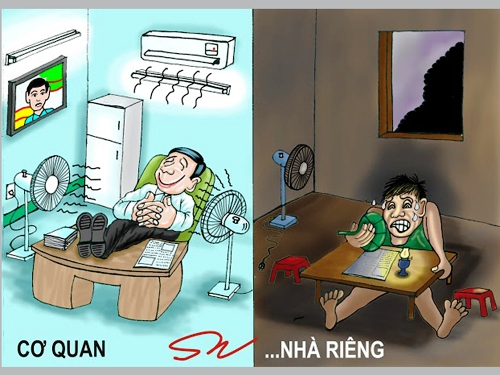 CƠ QUAN
...NHÀ RIÊNG